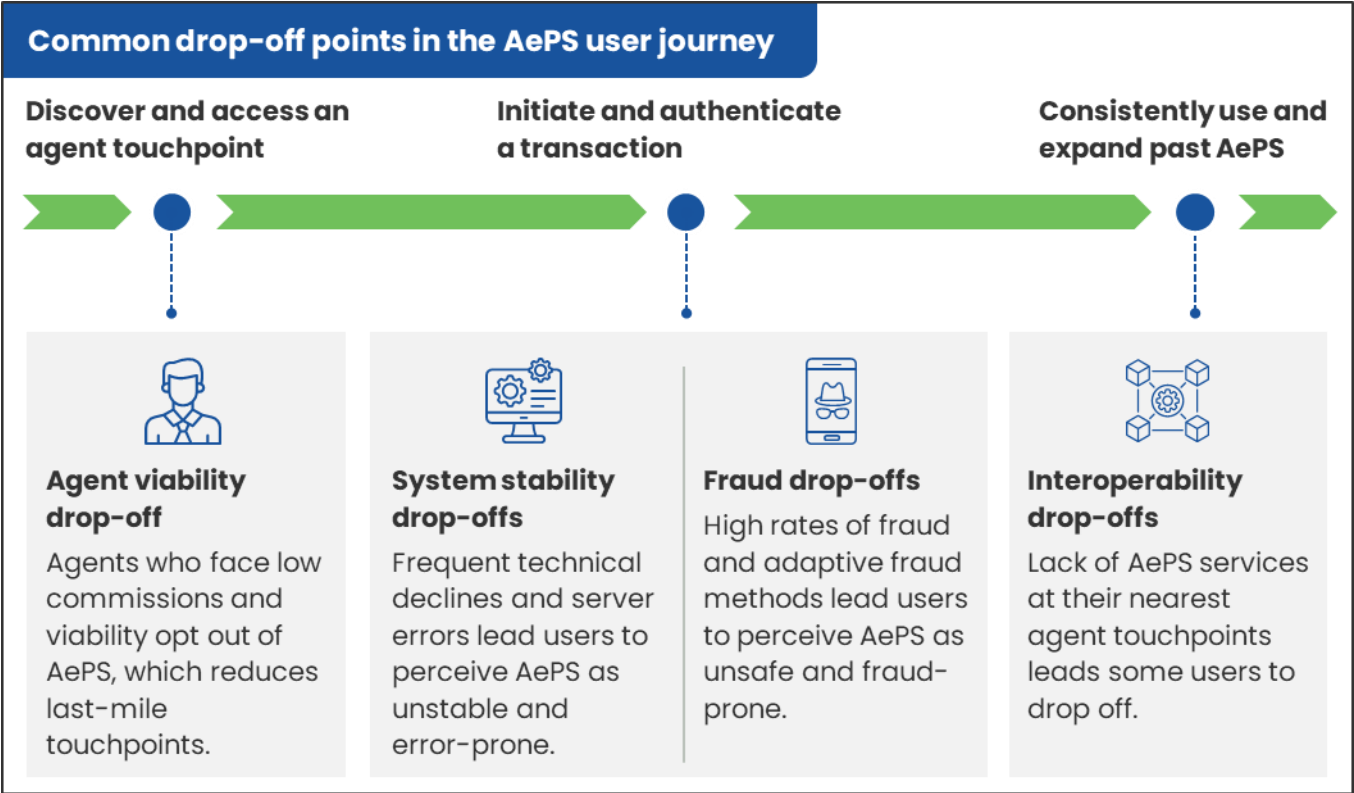 Common drop-off points in the AePS user journey
Discover and access an
agent touchpoint
Initiate and authenticate
a transaction
Consistently use and
expand past AePS
Agent viability
drop-off
Agents who face low
commissions and
viability opt out of
AePS, which reduces
last-mile
touchpoints.
System stability
drop-offs
Frequent technical
declines and server
errors lead users to
perceive AePS as
unstable and
error-prone.
Fraud drop-offs
High rates of fraud
and adaptive fraud
methods lead users
to perceive AePS as
unsafe and fraud-
prone.
Interoperability
drop-offs
Lack of AePS services
at their nearest
agent touchpoints
leads some users to
drop off.